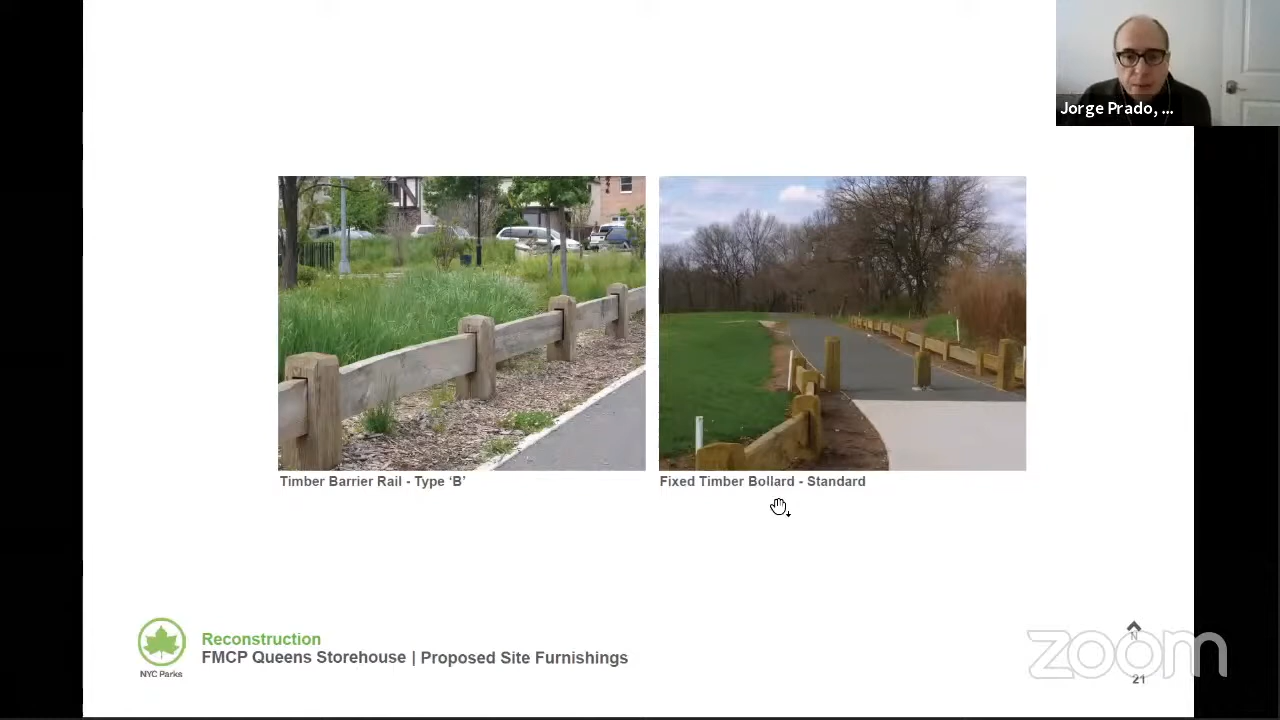 Jorge Prado, ...
Timber Barrier Rail - Type ‘B’
Fixed Timber Bollard - Standard
Reconstruction
FMCP Queens Storehouse | Proposed Site Furnishings
NYC Parks
N
zoom
21